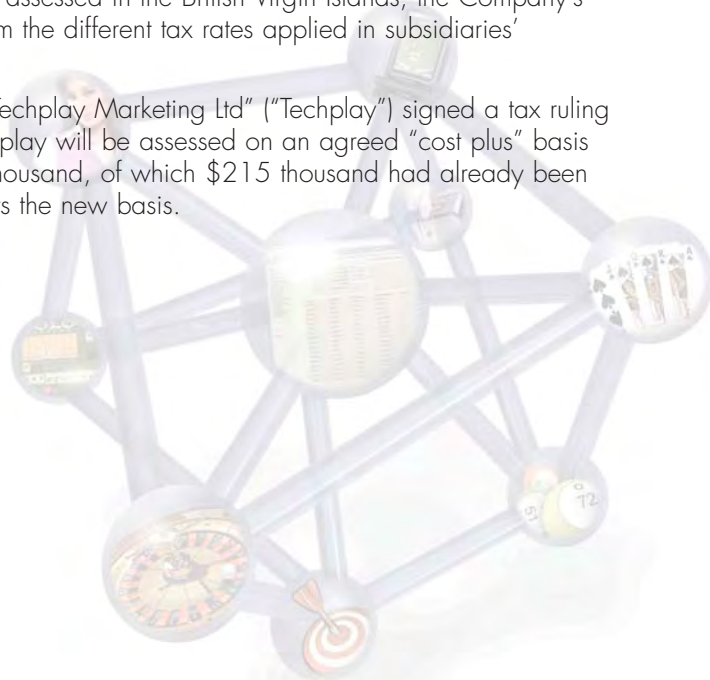 assessed in the British Virgin Islands, the Company's
m the different tax rates applied in subsidiaries'
echplay Marketing Ltd" ("Techplay") signed a tax ruling
play will be assessed on an agreed "cost plus" basis
housand, of which $215 thousand had already been
s the new basis.
72